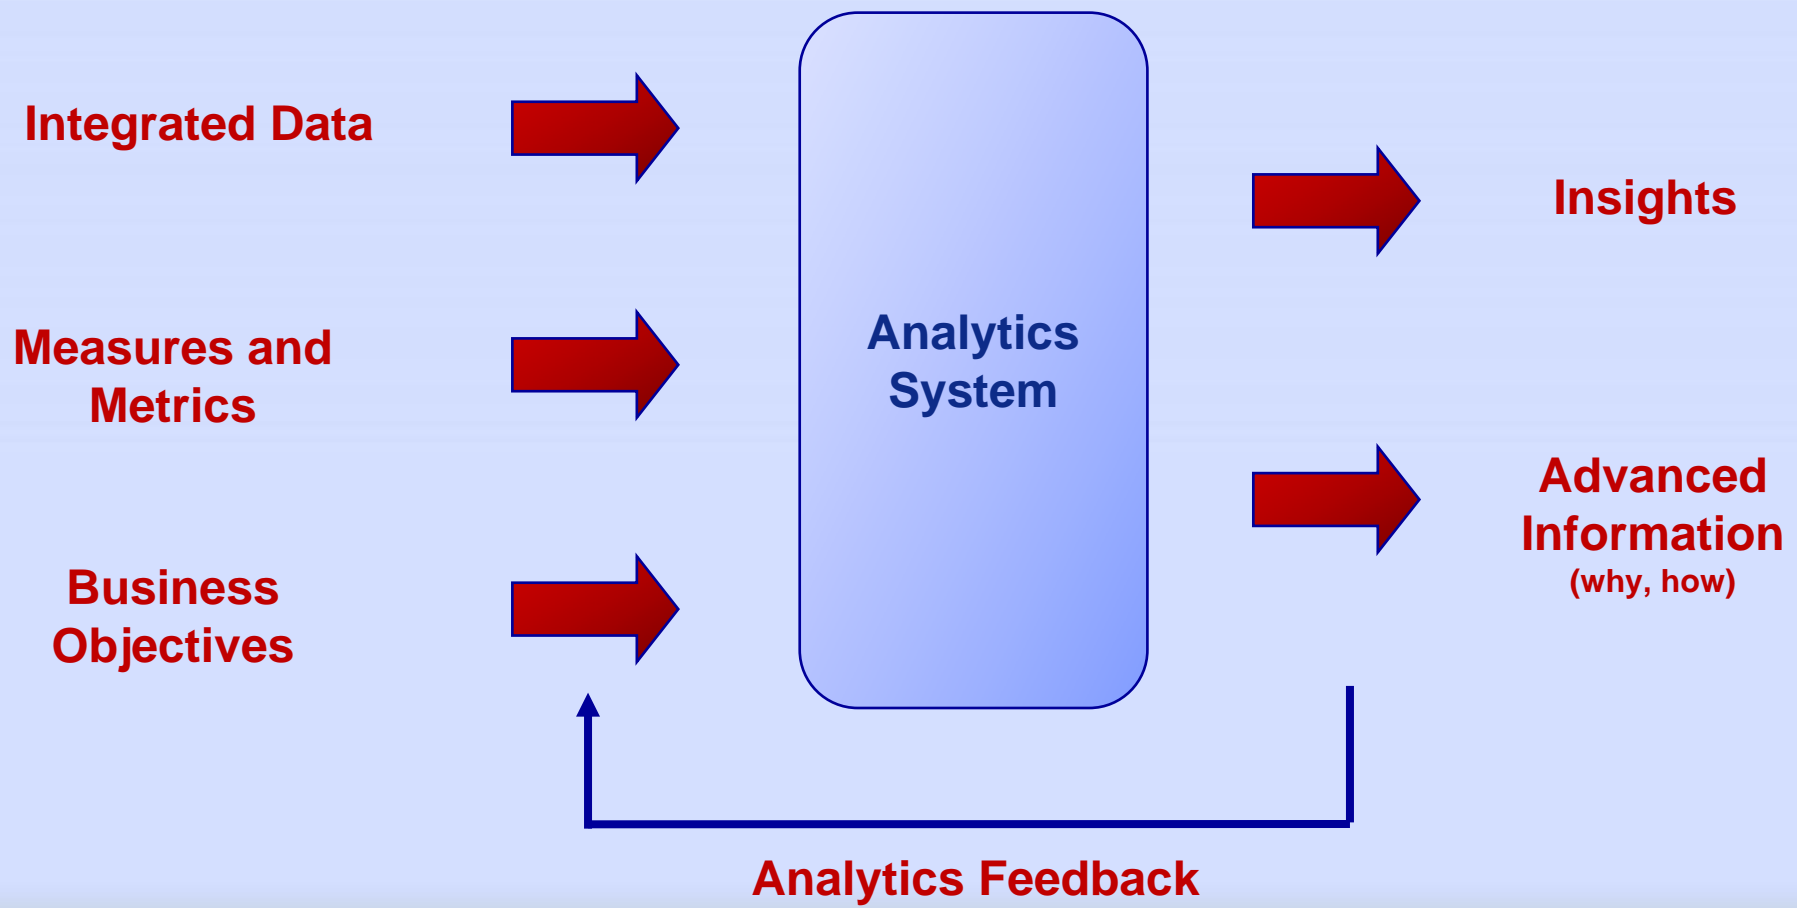 Integrated Data
Measures and
Metrics
Business
Objectives
Analytics
System
Insights
Advanced
Information
(why, how)
Analytics Feedback